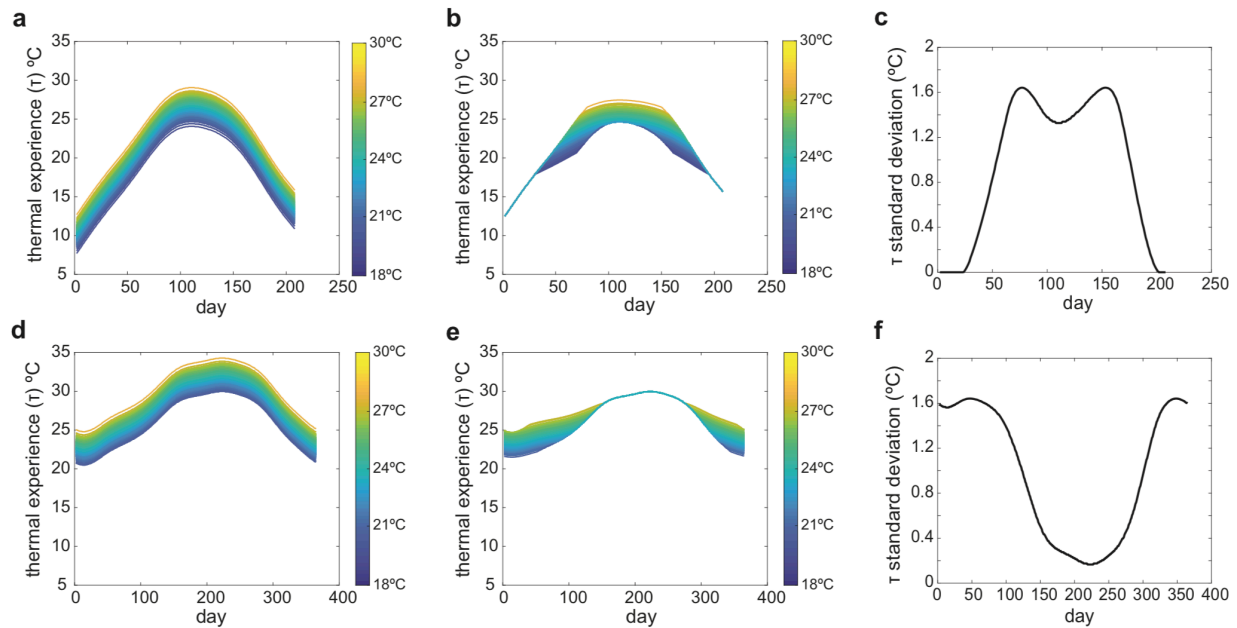 a
35
30
25
20
15
10
5
thermal experience (τ) ºC
0 50 100 150 200 250
day
30ºC
27ºC
24ºC
21ºC
18ºC
b
35
30
25
20
15
10
5
thermal experience (τ) ºC
0 50 100 150 200 250
day
30ºC
27ºC
24ºC
21ºC
18ºC
c
2
1.6
1.2
0.8
0.4
0
τ standard deviation (ºC)
0 50 100 150 200 250
day
d
35
30
25
20
15
10
5
thermal experience (τ) ºC
0 100 200 300 400
day
30ºC
27ºC
24ºC
21ºC
18ºC
e
35
30
25
20
15
10
5
thermal experience (τ) ºC
0 100 200 300 400
day
30ºC
27ºC
24ºC
21ºC
18ºC
f
2
1.6
1.2
0.8
0.4
0
τ standard deviation (ºC)
0 50 100 150 200 250 300 350 400
day